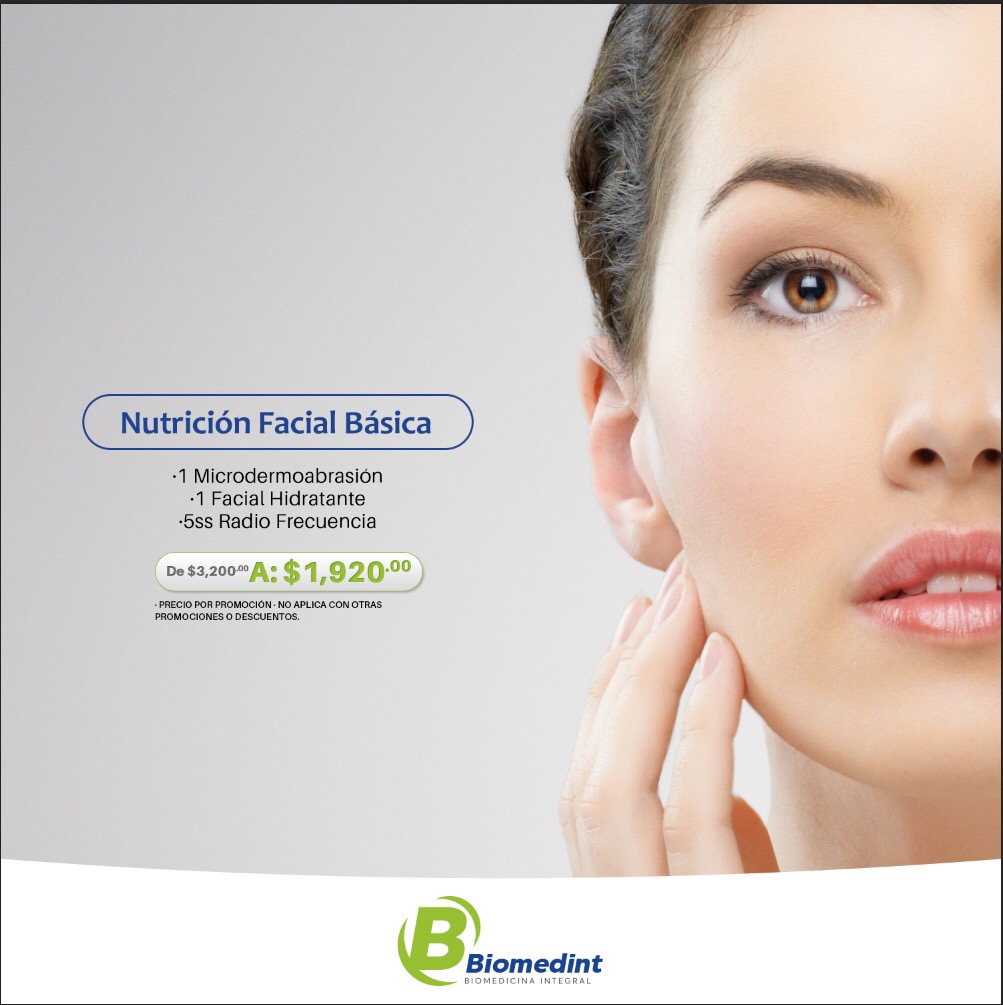 Nutrición Facial Básica
·1 Microdermoabrasión
·1 Facial Hidratante
·5ss Radio Frecuencia
De $3,200.00 A: $1,920.00
· PRECIO POR PROMOCIÓN · NO APLICA CON OTRAS
PROMOCIONES O DESCUENTOS.
B
Biomedint
BIOMEDICINA INTEGRAL